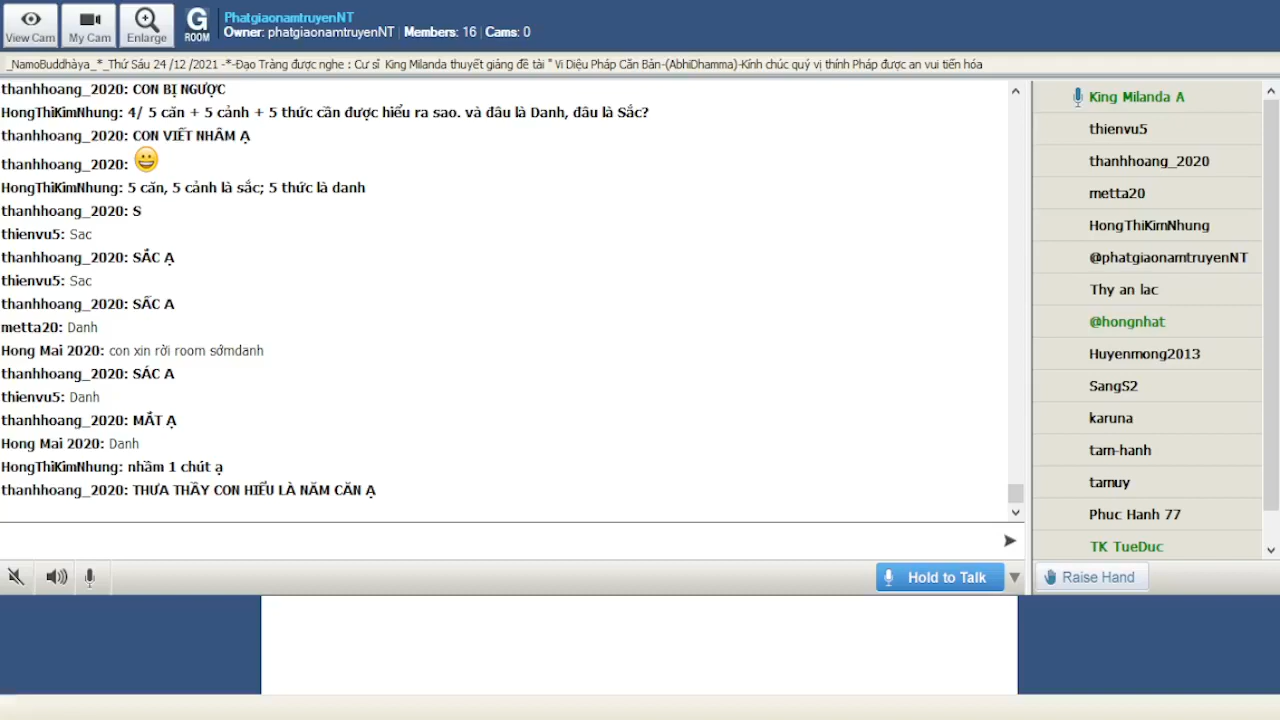 View Cam
My Cam
Enlarge
G
ROOM
PhatgiaonamtruyenNT
Owner: phatgiaonamtruyenNT | Members: 16 | Cams: 0
_NamoBuddhàya_*_Thứ Sáu 24 /12 /2021 -*-Đạo Tràng được nghe : Cư sĩ  King Milanda thuyết giảng đề tài " Vi Diệu Pháp Căn Bản-(AbhiDhamma)-Kính chúc quý vị thính Pháp được an vui tiến hóa
thanhhoang_2020: CON BỊ NGƯỢC
HongThiKimNhung: 4/ 5 căn + 5 cảnh + 5 thức cần được hiểu ra sao. và đâu là Danh, đâu là Sắc?
thanhhoang_2020: CON VIẾT NHẦM Ạ
thanhhoang_2020: 😀
HongThiKimNhung: 5 căn, 5 cảnh là sắc; 5 thức là danh
thanhhoang_2020: S
thienvu5: Sac
thanhhoang_2020: SẮC Ạ
thienvu5: Sac
thanhhoang_2020: SẤC A
metta20: Danh
Hong Mai 2020: con xin rời room sớmdanh
thanhhoang_2020: SÁC A
thienvu5: Danh
thanhhoang_2020: MẮT Ạ
Hong Mai 2020: Danh
HongThiKimNhung: nhầm 1 chút ạ
thanhhoang_2020: THƯA THẦY CON HIỂU LÀ NĂM CĂN Ạ
King Milanda A
thienvu5
thanhhoang_2020
metta20
HongThiKimNhung
@phatgiaonamtruyenNT
Thy an lac
@hongnhat
Huyenmong2013
SangS2
karuna
tam-hanh
tamuy
Phuc Hanh 77
TK TueDuc
Hold to Talk
Raise Hand